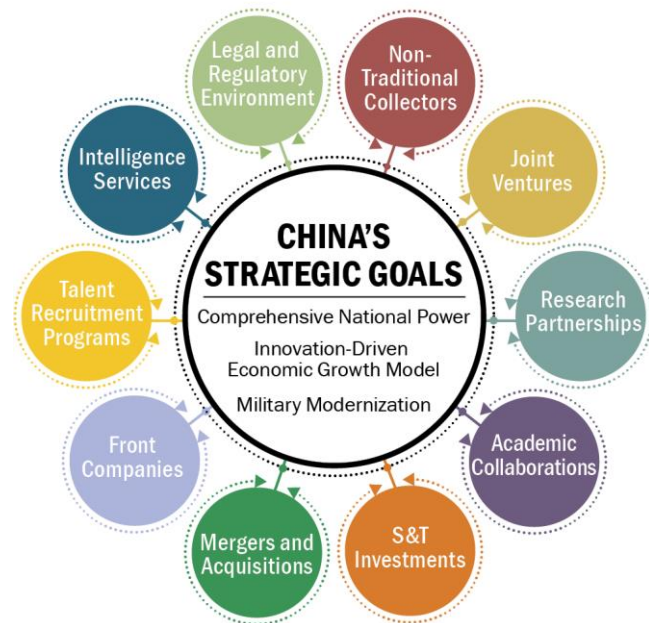 CHINA'S
STRATEGIC GOALS
Comprehensive National Power
Innovation-Driven
Economic Growth Model
Military Modernization
Non-
Traditional
Collectors
Joint
Ventures
Research
Partnerships
Academic
Collaborations
S&T
Investments
Mergers and
Acquisitions
Front
Companies
Talent
Recruitment
Programs
Intelligence
Services
Legal and
Regulatory
Environment